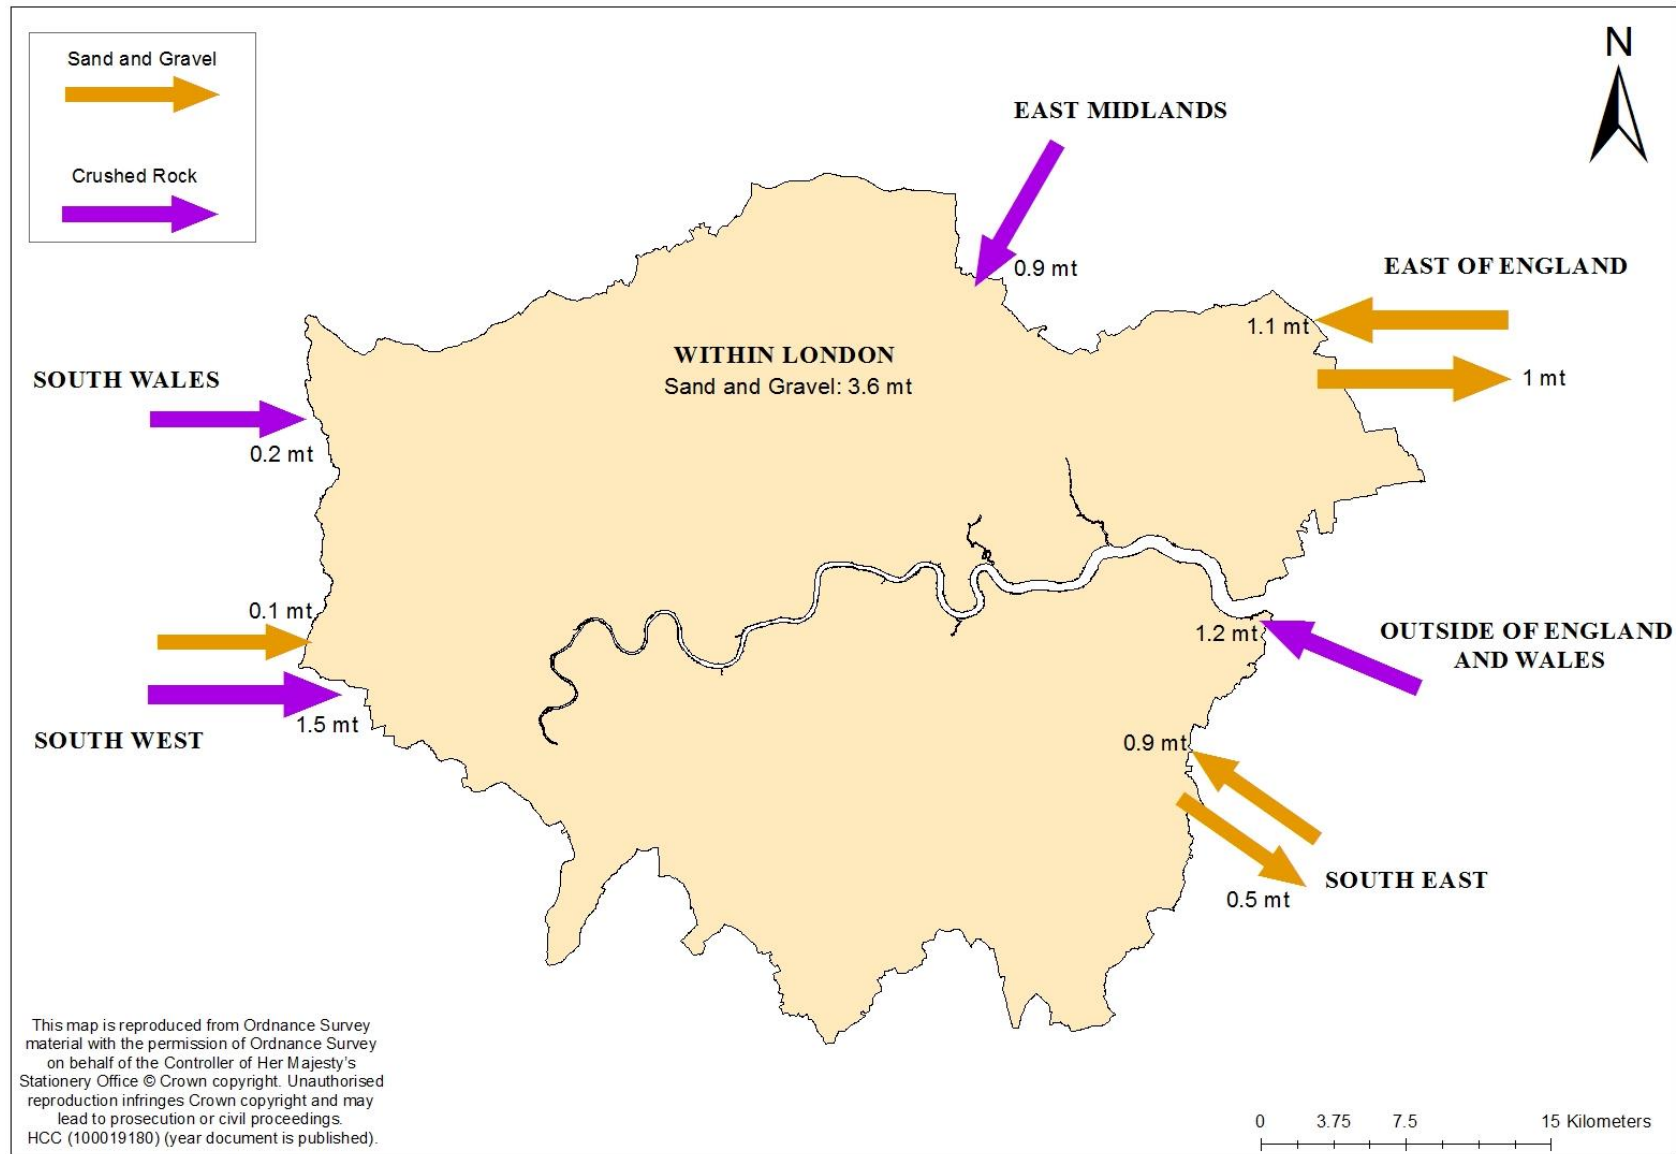 Sand and Gravel
Crushed Rock
N
EAST MIDLANDS
0.9 mt
EAST OF ENGLAND
1.1 mt
1 mt
WITHIN LONDON
Sand and Gravel: 3.6 mt
SOUTH WALES
0.2 mt
0.1 mt
1.5 mt
SOUTH WEST
1.2 mt
OUTSIDE OF ENGLAND
AND WALES
0.9 mt
SOUTH EAST
0.5 mt
This map is reproduced from Ordnance Survey
material with the permission of Ordnance Survey
on behalf of the Controller of Her Majesty's
Stationery Office © Crown copyright. Unauthorised
reproduction infringes Crown copyright and may
lead to prosecution or civil proceedings.
HCC (100019180) (year document is published).
0 3.75 7.5 15 Kilometers